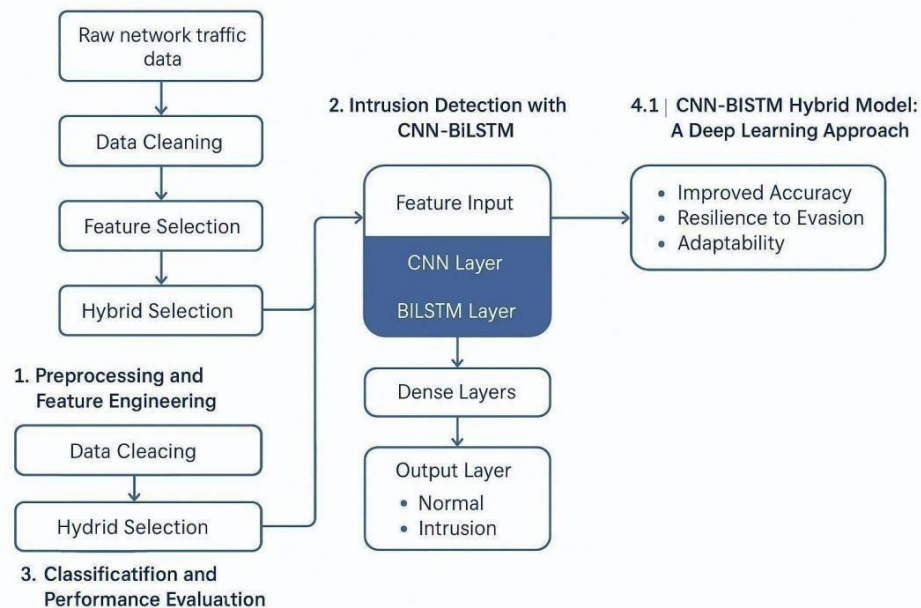 Raw network traffic
data
Data Cleaning
Feature Selection
Hybrid Selection
1. Preprocessing and
Feature Engineering
Data Cleacing
Hydrid Selection
3. Classificatifion and
Performance Evaluation
2. Intrusion Detection with
CNN-BiLSTM
Feature Input
CNN Layer
BILSTM Layer
Dense Layers
Output Layer
• Normal
• Intrusion
4.1 | CNN-BISTM Hybrid Model:
A Deep Learning Approach
• Improved Accuracy
• Resilience to Evasion
• Adaptability